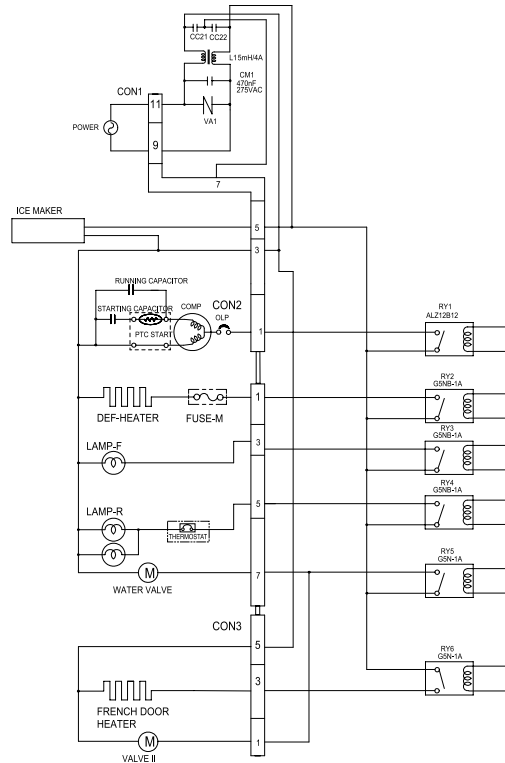 CC21 CC22
L15mH/4A
CM1
470nF
275VAC
CON1
11
VA1
POWER
9
7
ICE MAKER
5
3
RUNNING CAPACITOR
STARTING CAPACITOR
COMP
CON2
OLP
PTC START
1
RY1
ALZ12B12
RY2
G5NB-1A
1
DEF-HEATER
FUSE-M
RY3
G5NB-1A
3
LAMP-F
RY4
G5NB-1A
LAMP-R
5
THERMOSTAT
RY5
G5N-1A
M
7
WATER VALVE
CON3
5
RY6
G5N-1A
3
FRENCH DOOR
HEATER
M
1
VALVE II